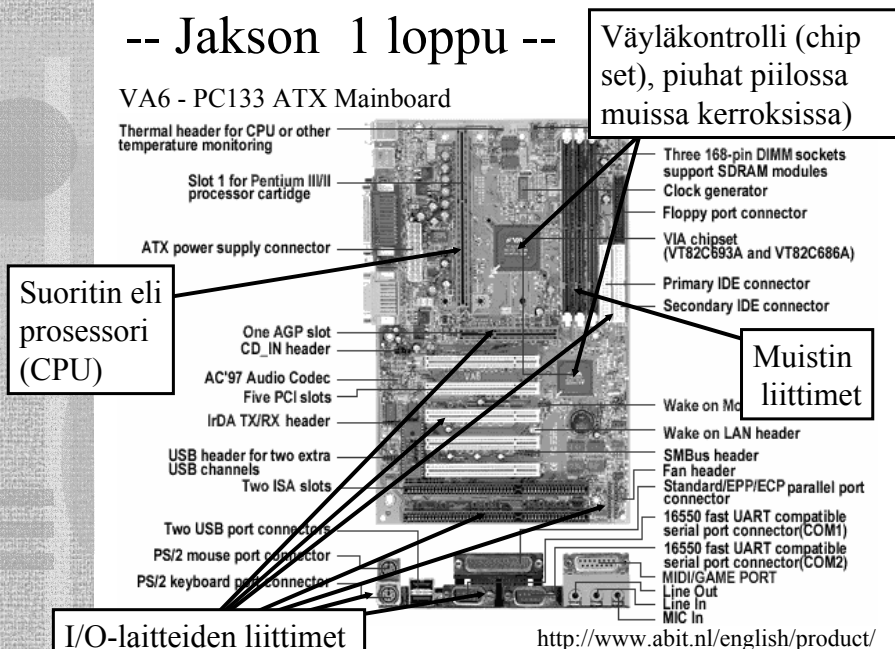 -- Jakson 1 loppu --
Väyläkontrolli (chip
set), piuhat piilossa
muissa kerroksissa)
VA6 - PC133 ATX Mainboard
Thermal header for CPU or other
temperature monitoring
Slot 1 for Pentium III/II
processor cartidge
ATX power supply connector
Suoritin eli
prosessori
(CPU)
One AGP slot
CD_IN header
AC'97 Audio Codec
Five PCI slots
IrDA TX/RX header
USB header for two extra
USB channels
Two ISA slots
Two USB port connectors
PS/2 mouse port connector
PS/2 keyboard port connector
I/O-laitteiden liittimet
Three 168-pin DIMM sockets
support SDRAM modules
Clock generator
Floppy port connector
VIA chipset
(VT82C693A and VT82C686A)
Primary IDE connector
Secondary IDE connector
Muistin
liittimet
Wake on
Wake on LAN header
SMBus header
Fan header
Standard/EPP/ECP parallel port
connector
16550 fast UART compatible
serial port connector(COM1)
16550 fast UART compatible
serial port connector(COM2)
MIDI/GAME PORT
Line Out
Line In
MIC In
VA6
http://www.abit.nl/english/product/